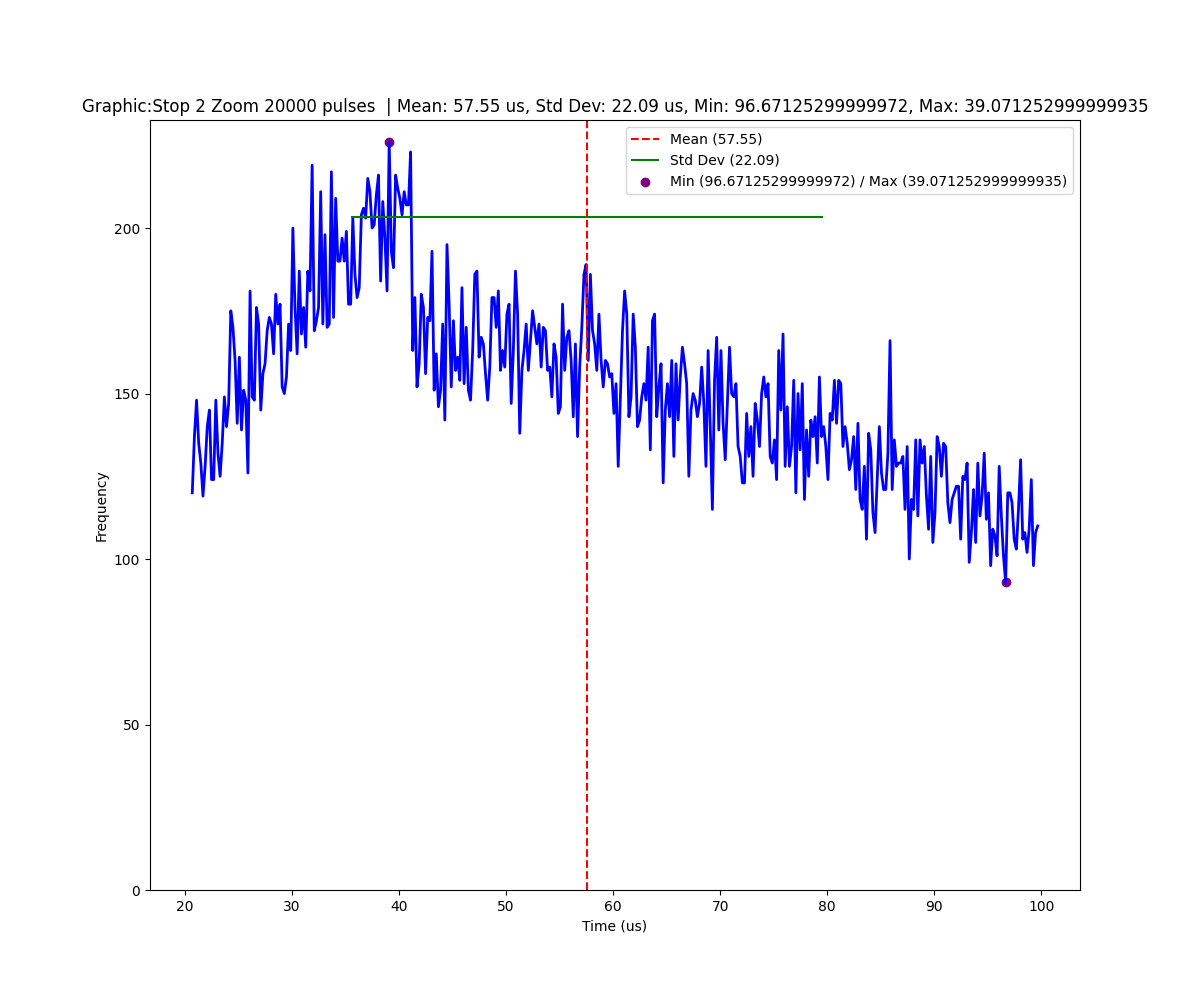 Graphic:Stop 2 Zoom 20000 pulses  | Mean: 57.55 us, Std Dev: 22.09 us, Min: 96.67125299999972, Max: 39.071252999999935
Mean (57.55)
Std Dev (22.09)
Min (96.67125299999972) / Max (39.071252999999935)
Frequency
200
150
100
50
0
20 30 40 50 60 70 80 90 100
Time (us)